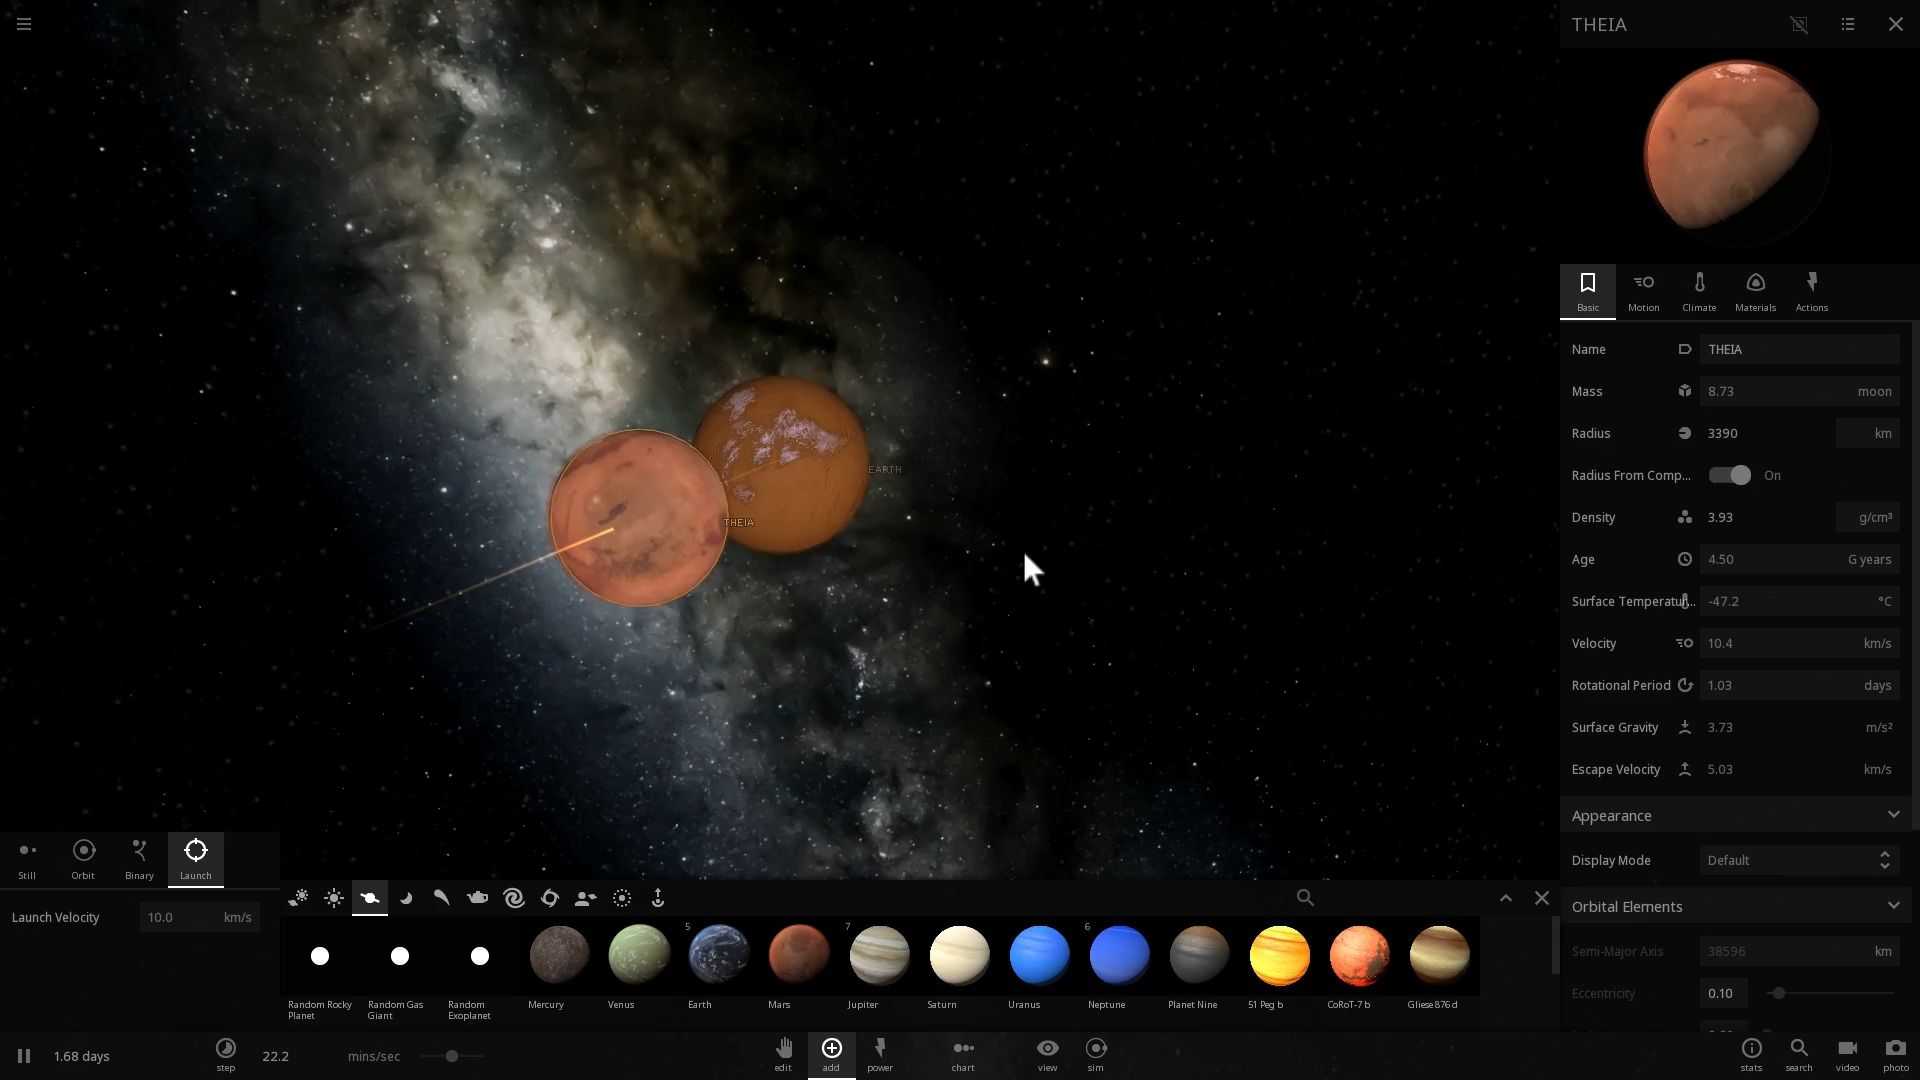 THEIA
Basic
Motion
Climate
Materials
Actions
Name THEIA
Mass 8.73 moon
Radius 3390 km
Radius From Comp... On
Density 3.93 g/cm³
Age 4.50 G years
Surface Temperatur... -47.2 °C
Velocity 10.4 km/s
Rotational Period 1.03 days
Surface Gravity 3.73 m/s²
Escape Velocity 5.03 km/s
Appearance
Display Mode Default
Orbital Elements
Semi-Major Axis 38596 km
Eccentricity 0.10
EARTH
THEIA
Still
Orbit
Binary
Launch
Launch Velocity 10.0 km/s
5
7
6
Random Rocky
Planet
Random Gas
Giant
Random
Exoplanet
Mercury
Venus
Earth
Mars
Jupiter
Saturn
Uranus
Neptune
Planet Nine
51 Peg b
CoRoT-7 b
Gliese 876 d
1.68 days
step
22.2 mins/sec
edit
add
power
chart
view
sim
stats
search
video
photo